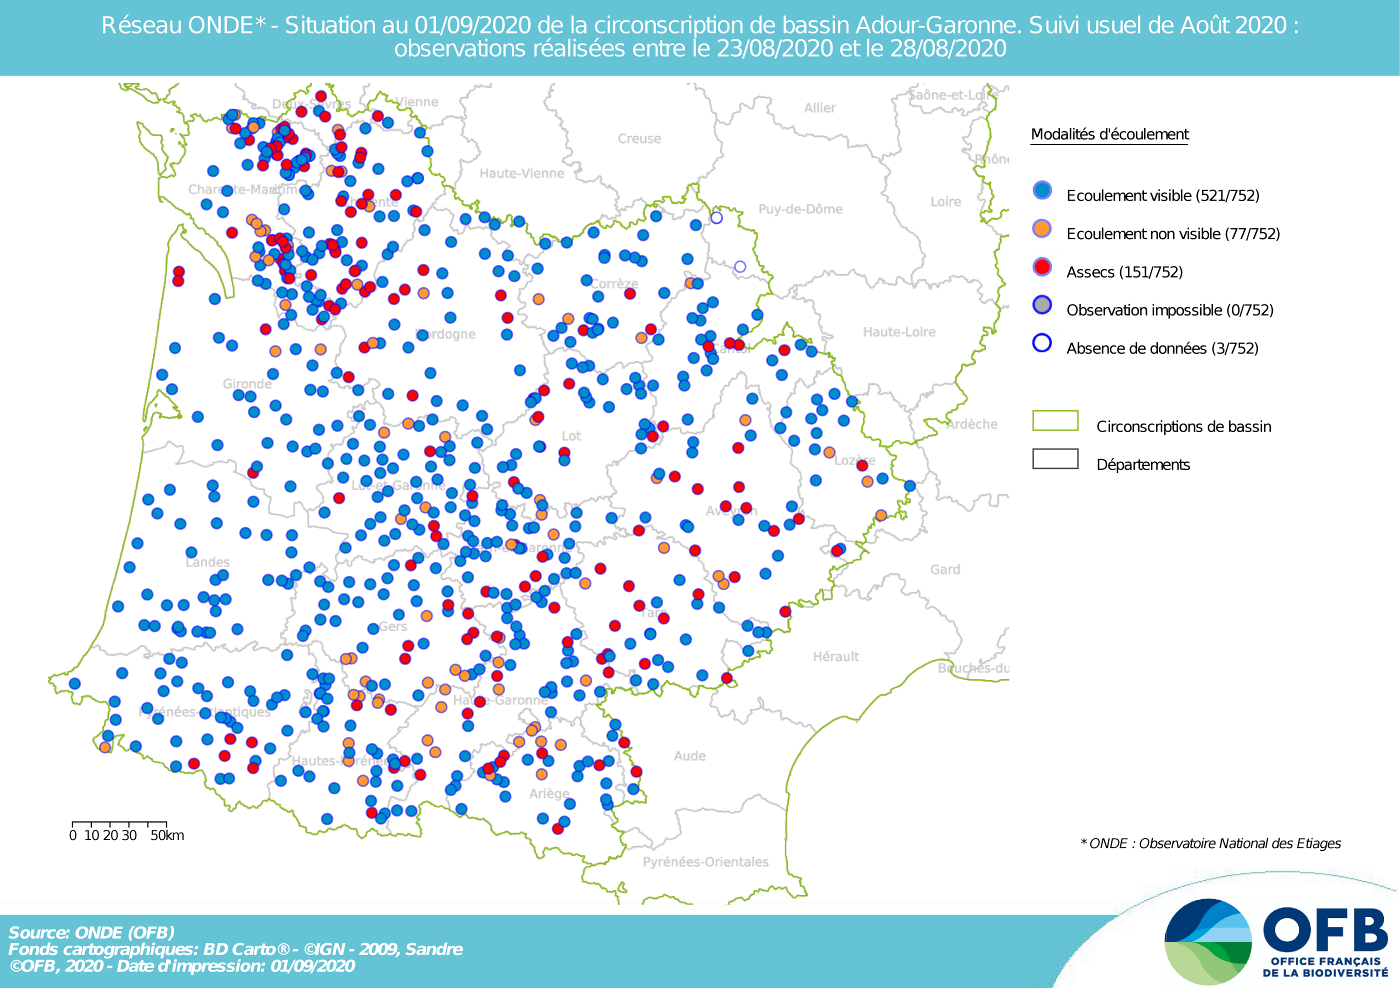 Réseau ONDE* - Situation au 01/09/2020 de la circonscription de bassin Adour-Garonne. Suivi usuel de Août 2020 :
observations réalisées entre le 23/08/2020 et le 28/08/2020
Deux-Sèvres
Vienne
Allier
Saône-et-Loire
Creuse
Haute-Vienne
Rhône
Charente-Maritime
Charente
Puy-de-Dôme
Loire
Corrèze
Dordogne
Haute-Loire
Cantal
Gironde
Lot
Ardèche
Lozère
Lot-et-Garonne
Aveyron
Landes
Gard
Tarn
Gers
Hérault
Bouches-du
Haute-Garonne
Pyrénées-Atlantiques
Hautes-Pyrénées
Aude
Ariège
Pyrénées-Orientales
0 10 20 30 50km
Modalités d'écoulement
Ecoulement visible (521/752)
Ecoulement non visible (77/752)
Assecs (151/752)
Observation impossible (0/752)
Absence de données (3/752)
Circonscriptions de bassin
Départements
* ONDE : Observatoire National des Etiages
Source: ONDE (OFB)
Fonds cartographiques: BD Carto® - ©IGN - 2009, Sandre
©OFB, 2020 - Date d'impression: 01/09/2020
OFB
OFFICE FRANÇAIS
DE LA BIODIVERSITÉ